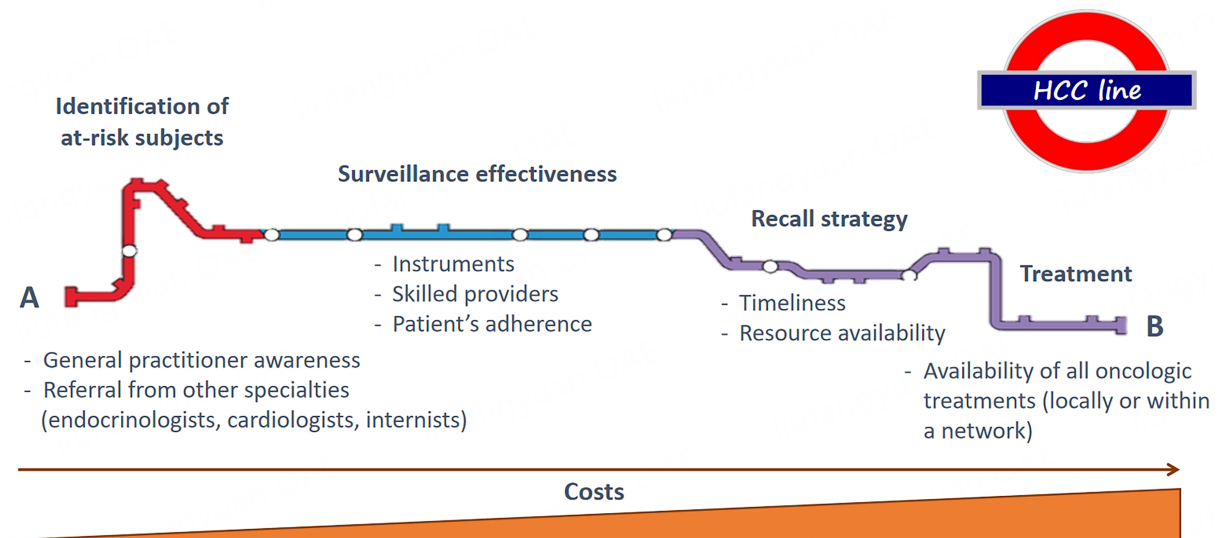 HCC line
Identification of
at-risk subjects
Surveillance effectiveness
Recall strategy
Treatment
A
- Instruments
- Skilled providers
- Patient’s adherence
- Timeliness
- Resource availability
B
- General practitioner awareness
- Referral from other specialties
(endocrinologists, cardiologists, internists)
- Availability of all oncologic
treatments (locally or within
a network)
Costs